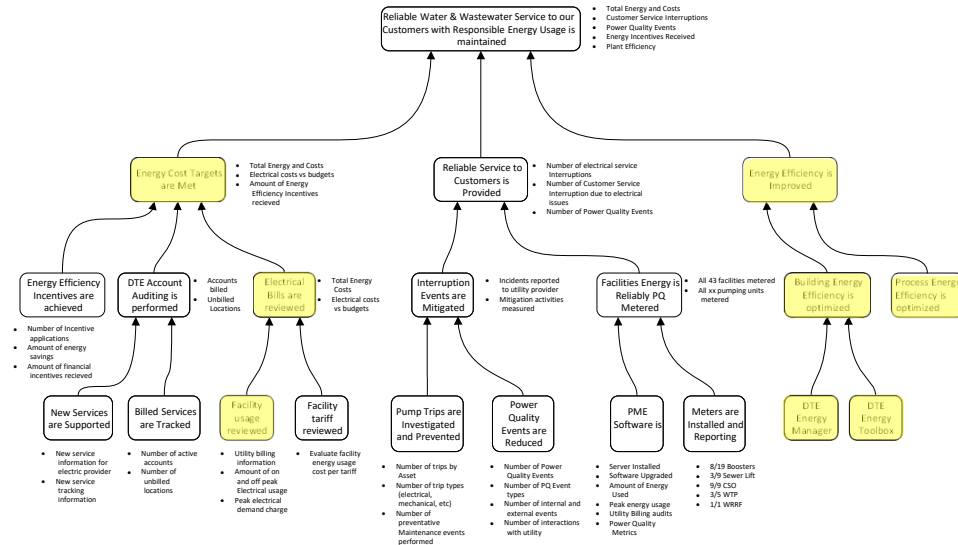 Reliable Water & Wastewater Service to our
Customers with Responsible Energy Usage is
maintained
• Total Energy and Costs
• Customer Service Interruptions
• Power Quality Events
• Energy Incentives Received
• Plant Efficiency
Energy Cost Targets
are Met
• Total Energy and Costs
• Electrical costs vs budgets
• Amount of Energy
Efficiency Incentives
recieved
Reliable Service to
Customers is
Provided
• Number of electrical service
Interruptions
• Number of Customer Service
Interruption due to electrical
issues
• Number of Power Quality Events
Energy Efficiency is
Improved
Energy Efficiency
Incentives are
achieved
• Number of Incentive
applications
• Amount of energy
savings
• Amount of financial
incentives recieved
DTE Account
Auditing is
performed
• Accounts
billed
• Unbilled
Locations
Electrical
Bills are
reviewed
• Total Energy
Costs
• Electrical costs
vs budgets
Interruption
Events are
Mitigated
• Incidents reported
to utility provider
• Mitigation activities
measured
Facilities Energy is
Reliably PQ
Metered
• All 43 facilities metered
• All xx pumping units
metered
Building Energy
Efficiency is
optimized
Process Energy
Efficiency is
optimized
New Services
are Supported
• New service
information for
electric provider
• New service
tracking
information
Billed Services
are Tracked
• Number of active
accounts
• Number of
unbilled
locations
Facility
usage
reviewed
• Utility billing
information
• Amount of on
and off peak
Electrical usage
• Peak electrical
demand charge
Facility
tariff reviewed
• Evaluate facility
energy usage
cost per tariff
Pump Trips are
Investigated
and Prevented
• Number of trips by
Asset
• Number of trip types
(electrical,
mechanical, etc)
• Number of
preventative
Maintenance events
performed
Power
Quality
Events are
Reduced
• Number of Power
Quality Events
• Number of PQ Event
types
• Number of internal and
external events
• Number of interactions
with utility
PME
Software is
• Server Installed
• Software Upgraded
• Amount of Energy
Used
• Peak energy usage
• Utility Billing audits
• Power Quality
Metrics
Meters are
Installed and
Reporting
• 8/19 Boosters
• 3/9 Sewer Lift
• 9/9 CSO
• 3/5 WTP
• 1/1 WRRF
DTE
Energy
Manager
DTE
Energy
Toolbox